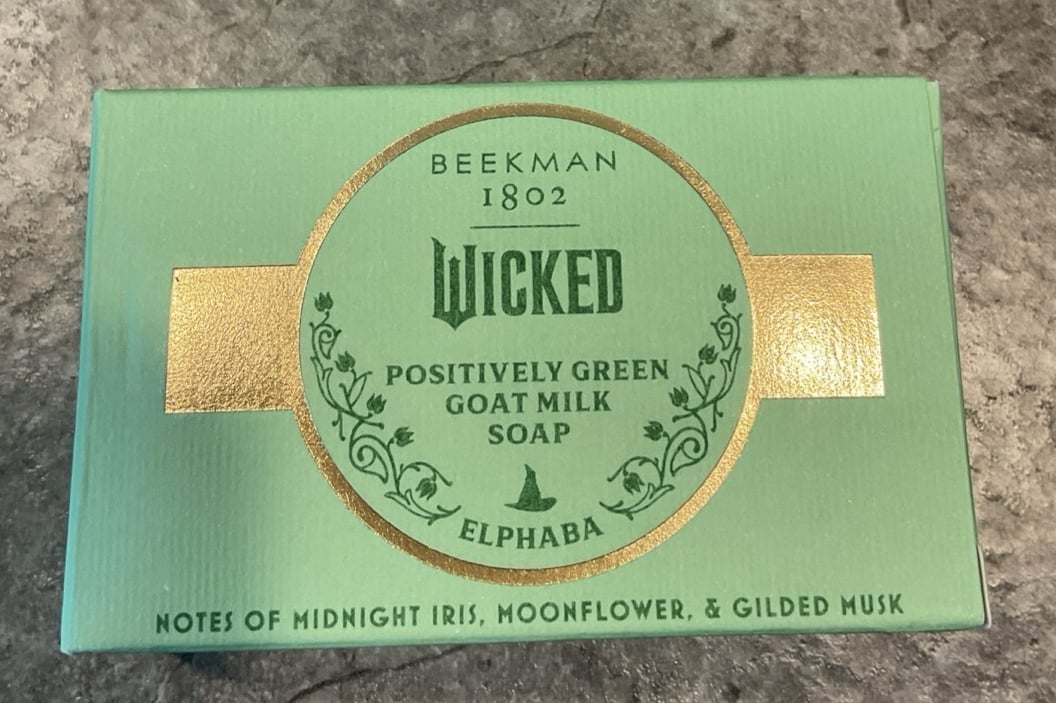 BEEKMAN
1802
WICKED
POSITIVELY GREEN
GOAT MILK
SOAP
ELPHABA
NOTES OF MIDNIGHT IRIS, MOONFLOWER, & GILDED MUSK